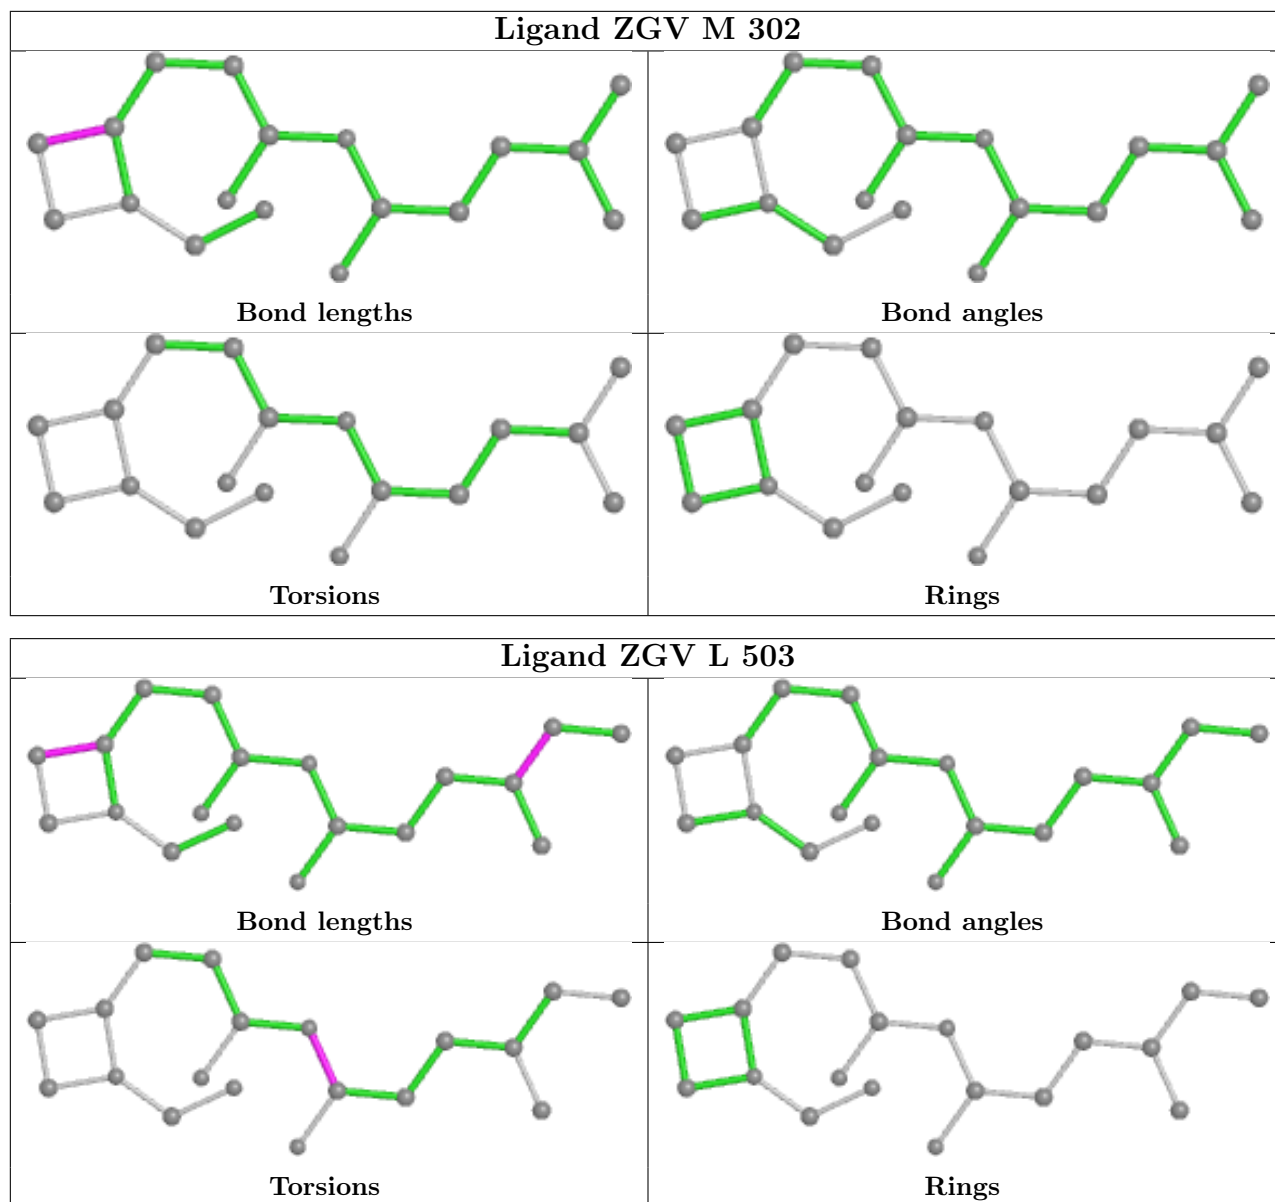 Ligand ZGV M 302
Bond lengths
Bond angles
Torsions
Rings
Ligand ZGV L 503
Bond lengths
Bond angles
Torsions
Rings